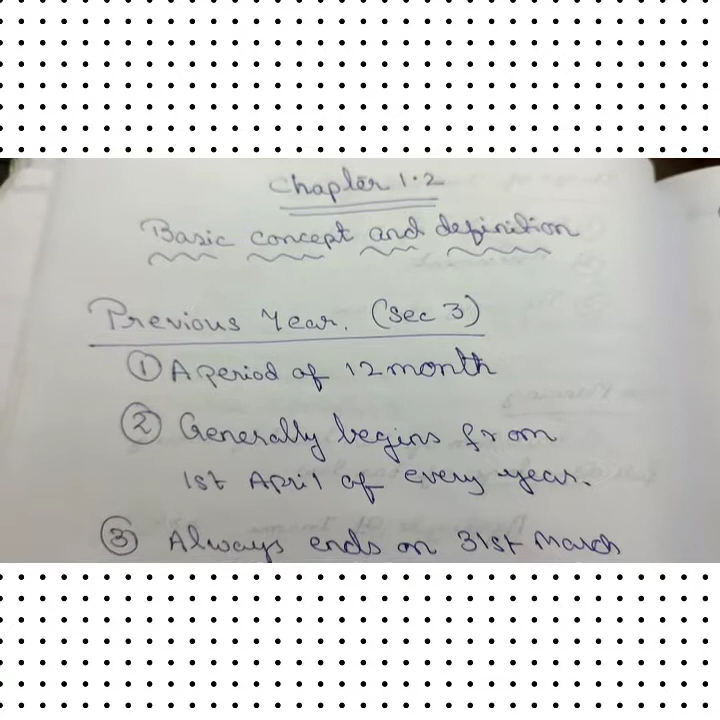 Chapter 1.2
Basic concept and definition
Previous Year. (Sec 3)
① A period of 12 month
② Generally begins from
1st April of every year.
③ Always ends on 31st March